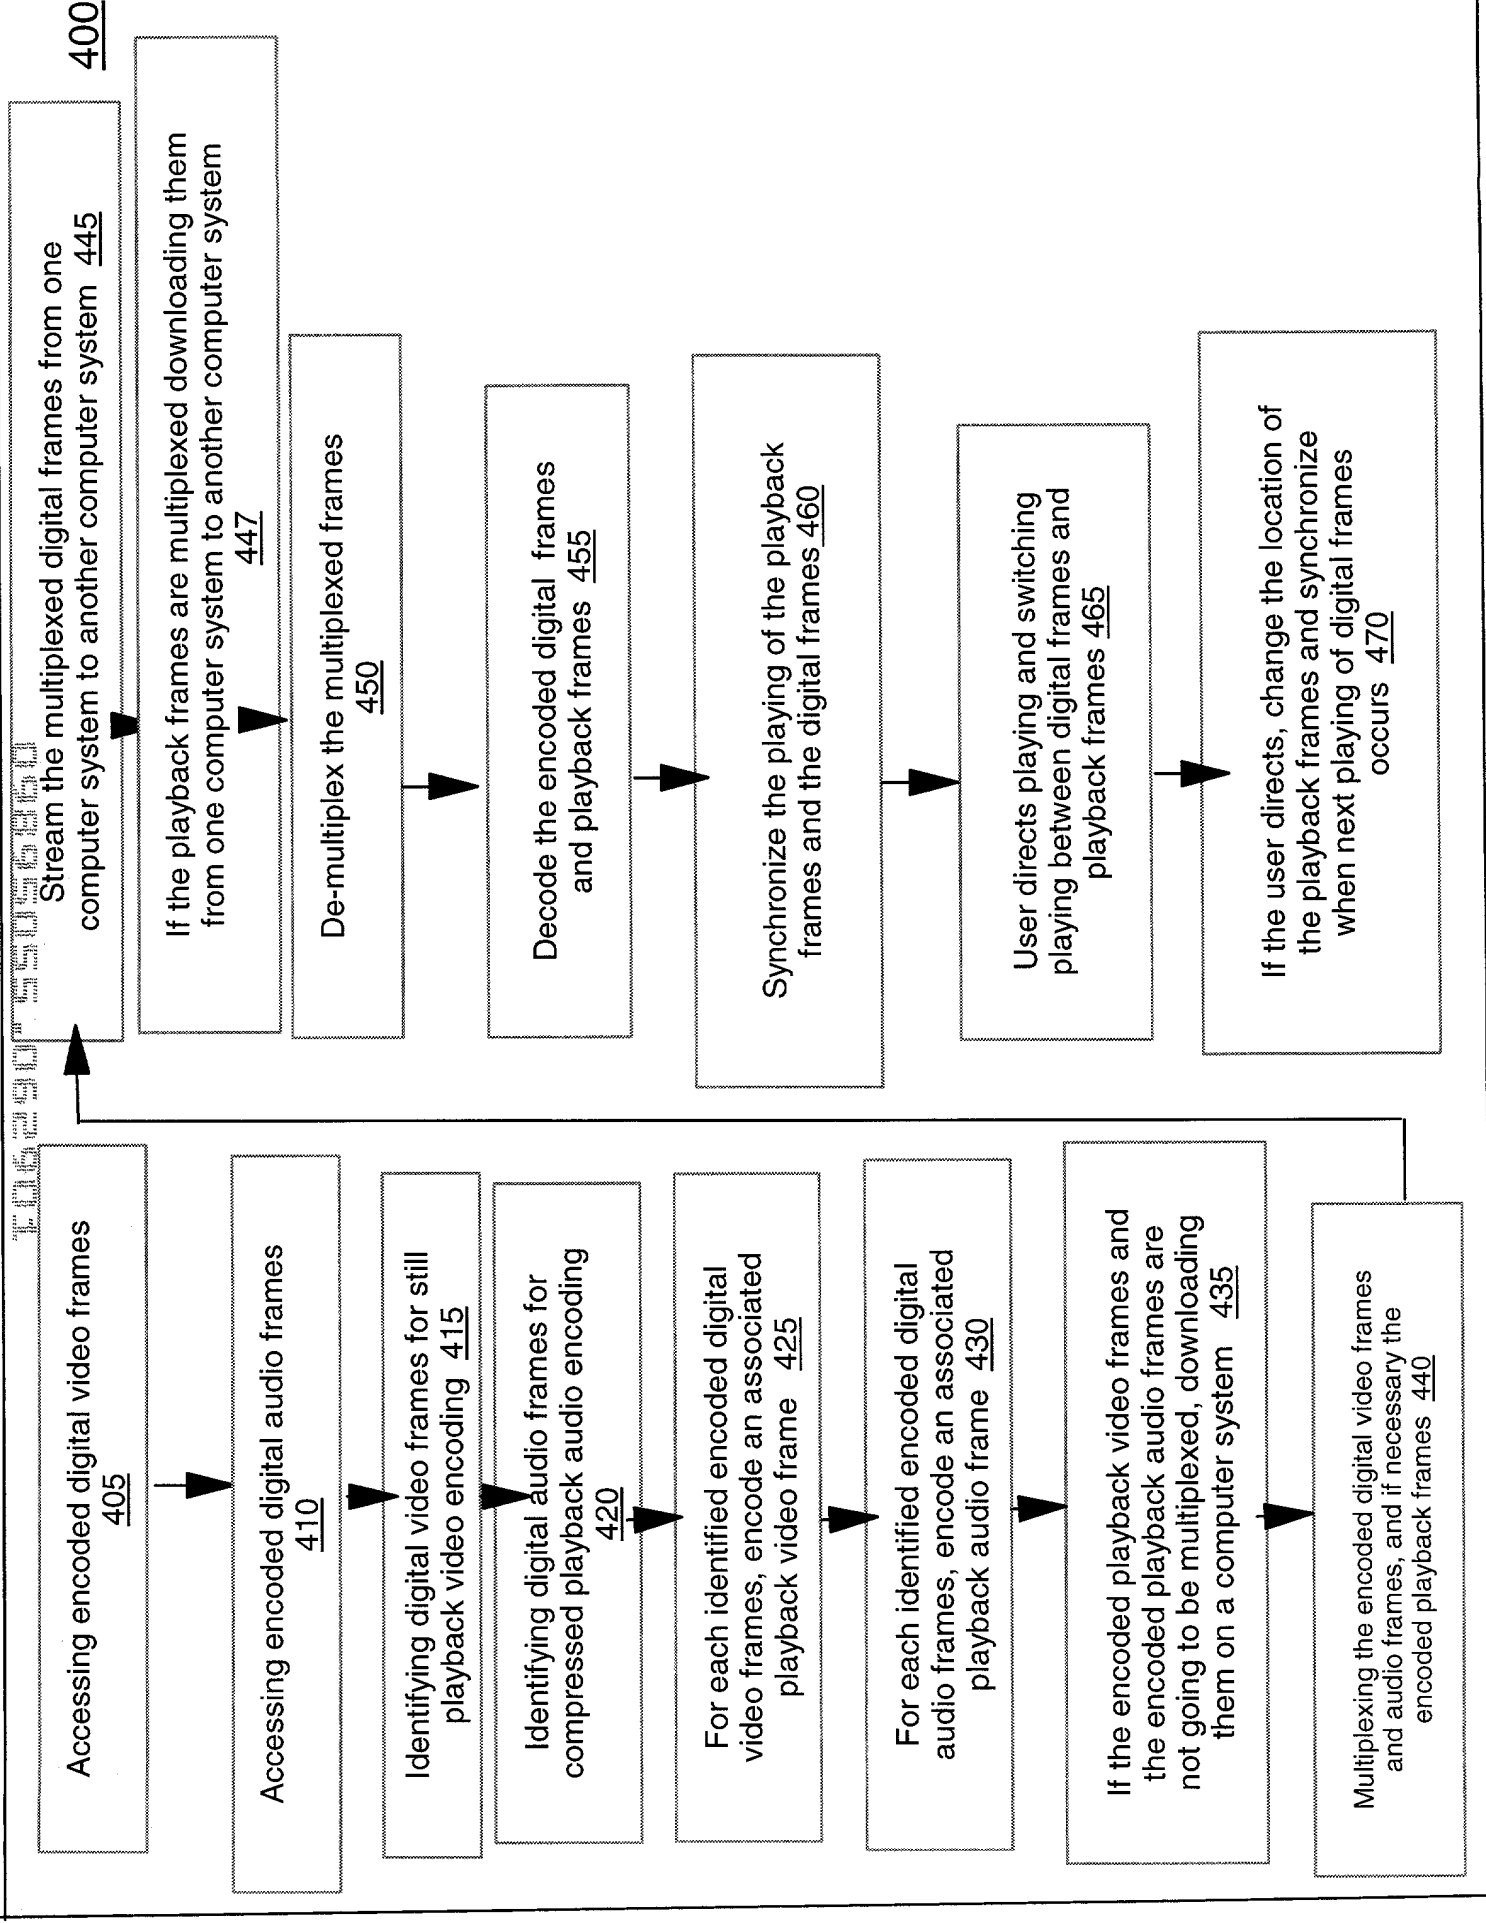 400
Accessing encoded digital video frames
405
Accessing encoded digital audio frames
410
Identifying digital video frames for still
playback video encoding 415
Identifying digital audio frames for
compressed playback audio encoding
420
For each identified encoded digital
video frames, encode an associated
playback video frame 425
For each identified encoded digital
audio frames, encode an associated
playback audio frame 430
If the encoded playback video frames and
the encoded playback audio frames are
not going to be multiplexed, downloading
them on a computer system 435
Multiplexing the encoded digital video frames
and audio frames, and if necessary the
encoded playback frames 440
Stream the multiplexed digital frames from one
computer system to another computer system 445
If the playback frames are multiplexed downloading them
from one computer system to another computer system
447
De-multiplex the multiplexed frames
450
Decode the encoded digital frames
and playback frames 455
Synchronize the playing of the playback
frames and the digital frames 460
User directs playing and switching
playing between digital frames and
playback frames 465
If the user directs, change the location of
the playback frames and synchronize
when next playing of digital frames
occurs 470